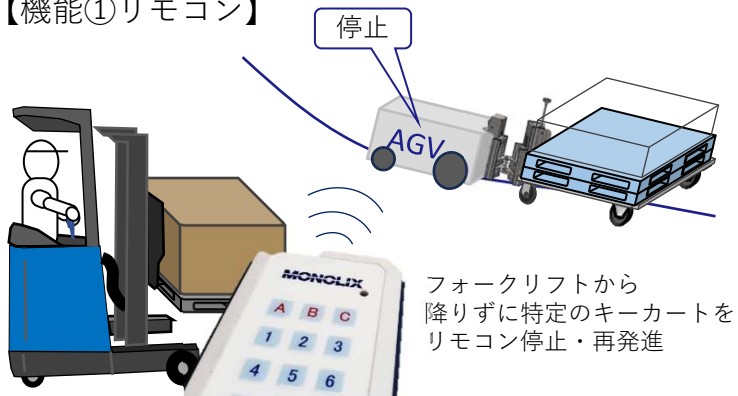 【機能①リモコン】
停止
AGV
MONOLIX
A B C
1 2 3
4 5 6
フォークリフトから
降りずに特定のキーカートを
リモコン停止・再発進